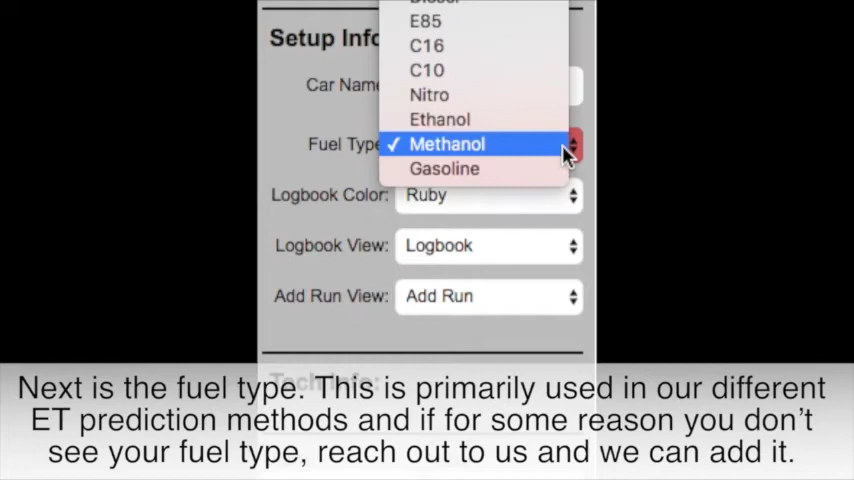 Diesel
E85
Setup Info
C16
C10
Car Name
Nitro
Ethanol
Fuel Type
✓ Methanol
Gasoline
Logbook Color: Ruby
Logbook View: Logbook
Add Run View: Add Run
Tech Info:
Next is the fuel type. This is primarily used in our different
ET prediction methods and if for some reason you don't
see your fuel type, reach out to us and we can add it.